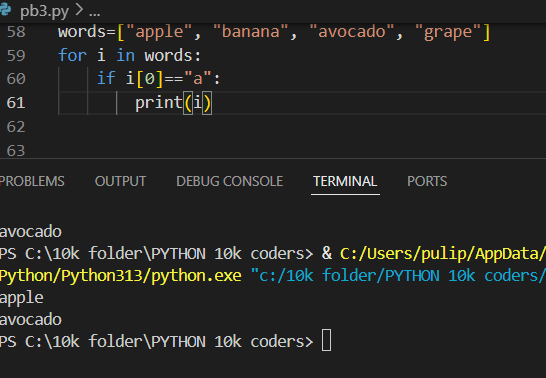 pb3.py > ...
58 words=["apple", "banana", "avocado", "grape"]
59 for i in words:
60 if i[0]=="a":
61 print(i)
62
63
PROBLEMS OUTPUT DEBUG CONSOLE TERMINAL PORTS
avocado
PS C:\10k folder\PYTHON 10k coders> & C:/Users/pulip/AppData/
Python/Python313/python.exe "c:/10k folder/PYTHON 10k coders/
apple
avocado
PS C:\10k folder\PYTHON 10k coders>